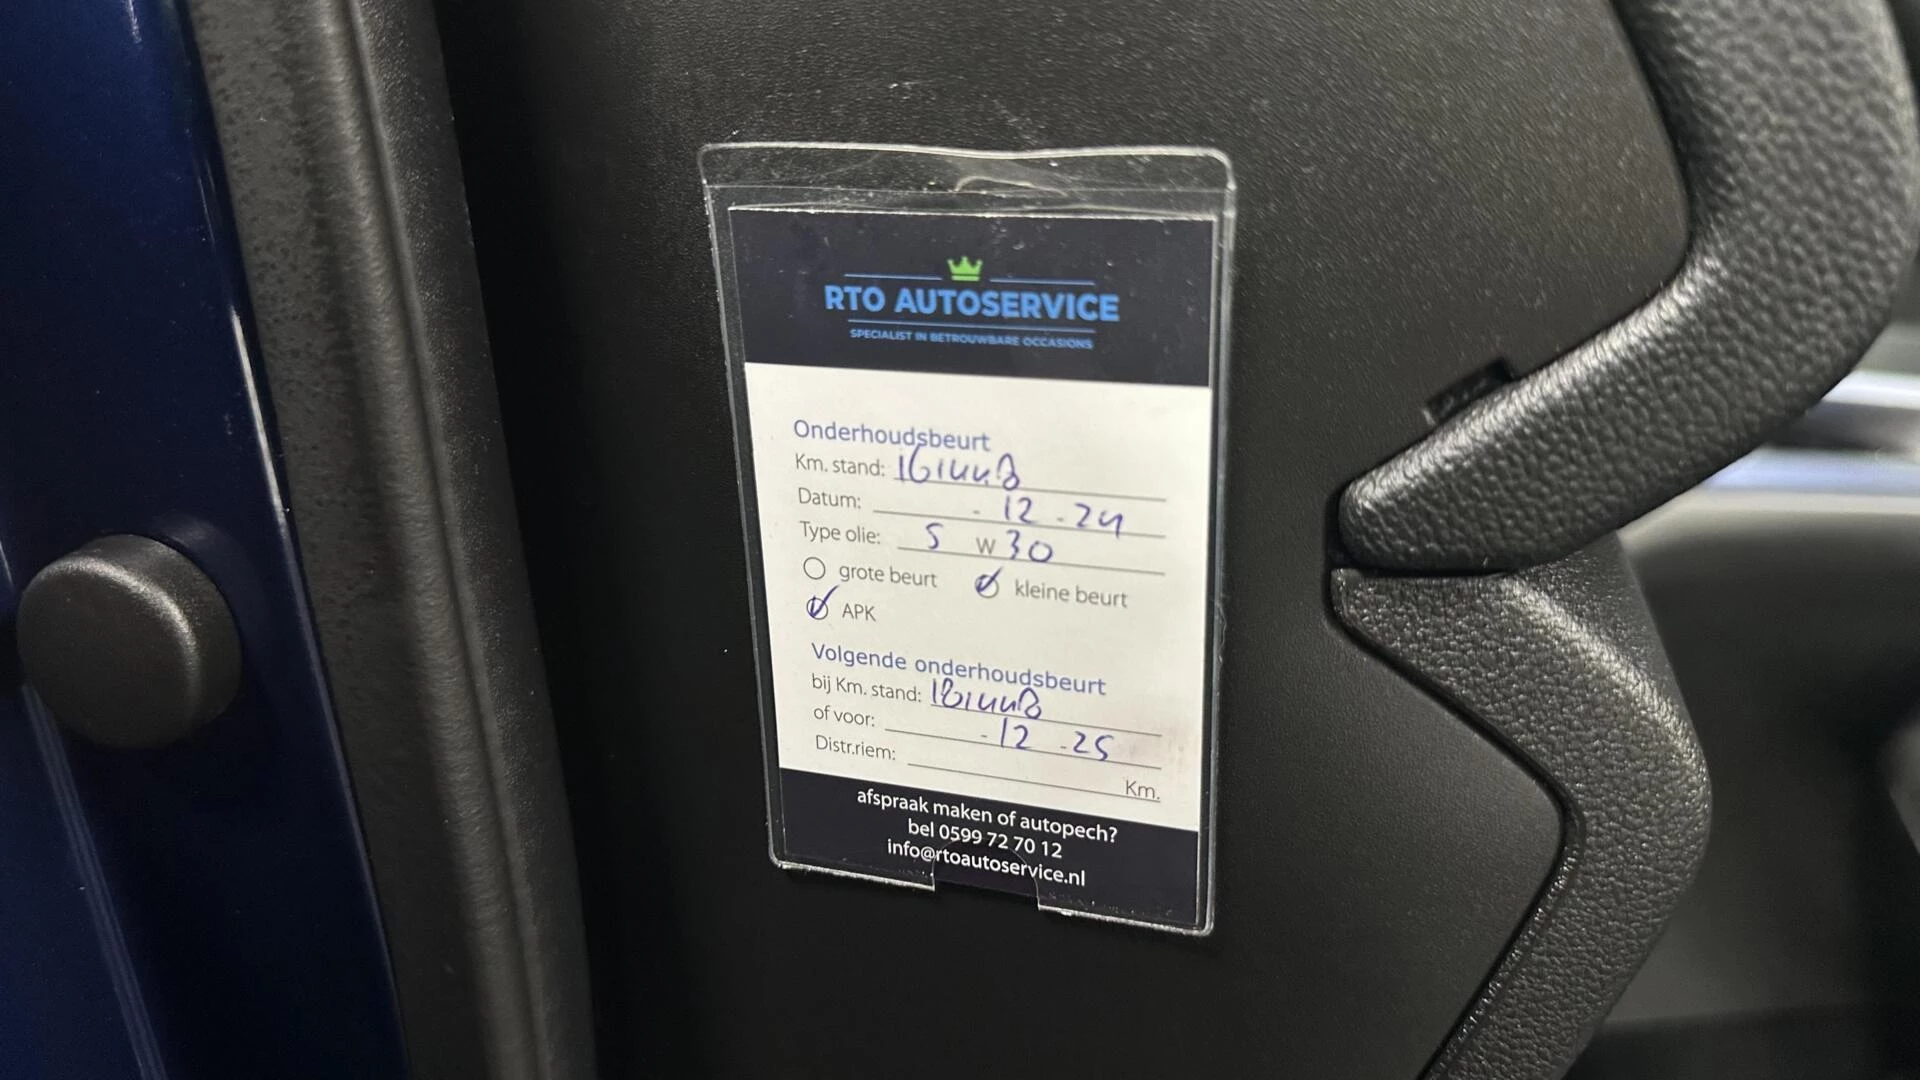 RTO AUTOSERVICE
SPECIALIST IN BETROUWBARE OCCASIONS
Onderhoudsbeurt
Km. stand: 161448
Datum: - 12 - 24
Type olie: 5 W 30
grote beurt kleine beurt
APK
Volgende onderhoudsbeurt
bij Km. stand: 181448
of voor: - 12 - 25
Distr.riem:
Km.
afspraak maken of autopech?
bel 0599 72 70 12
info@rtoautoservice.nl